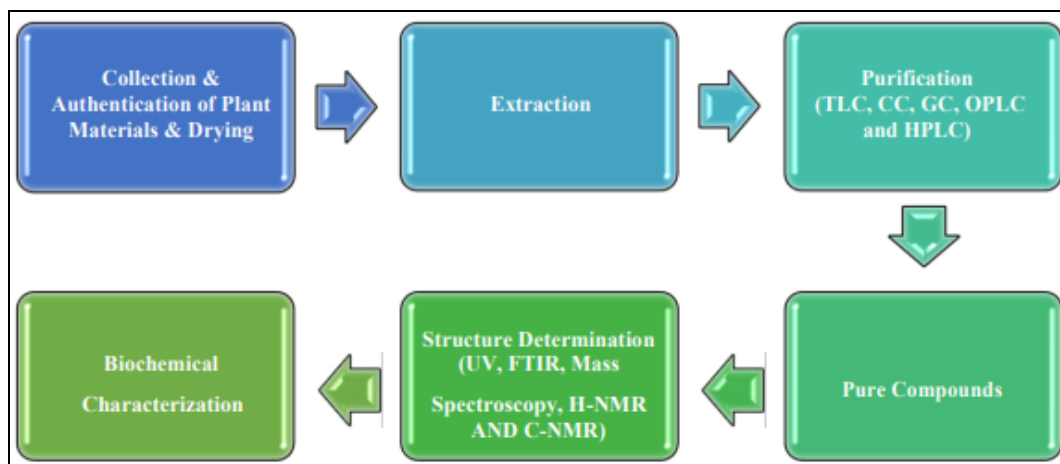 Collection &
Authentication of Plant
Materials & Drying
Extraction
Purification
(TLC, CC, GC, OPLC
and HPLC)
Pure Compounds
Structure Determination
(UV, FTIR, Mass
Spectroscopy, H-NMR
AND C-NMR)
Biochemical
Characterization